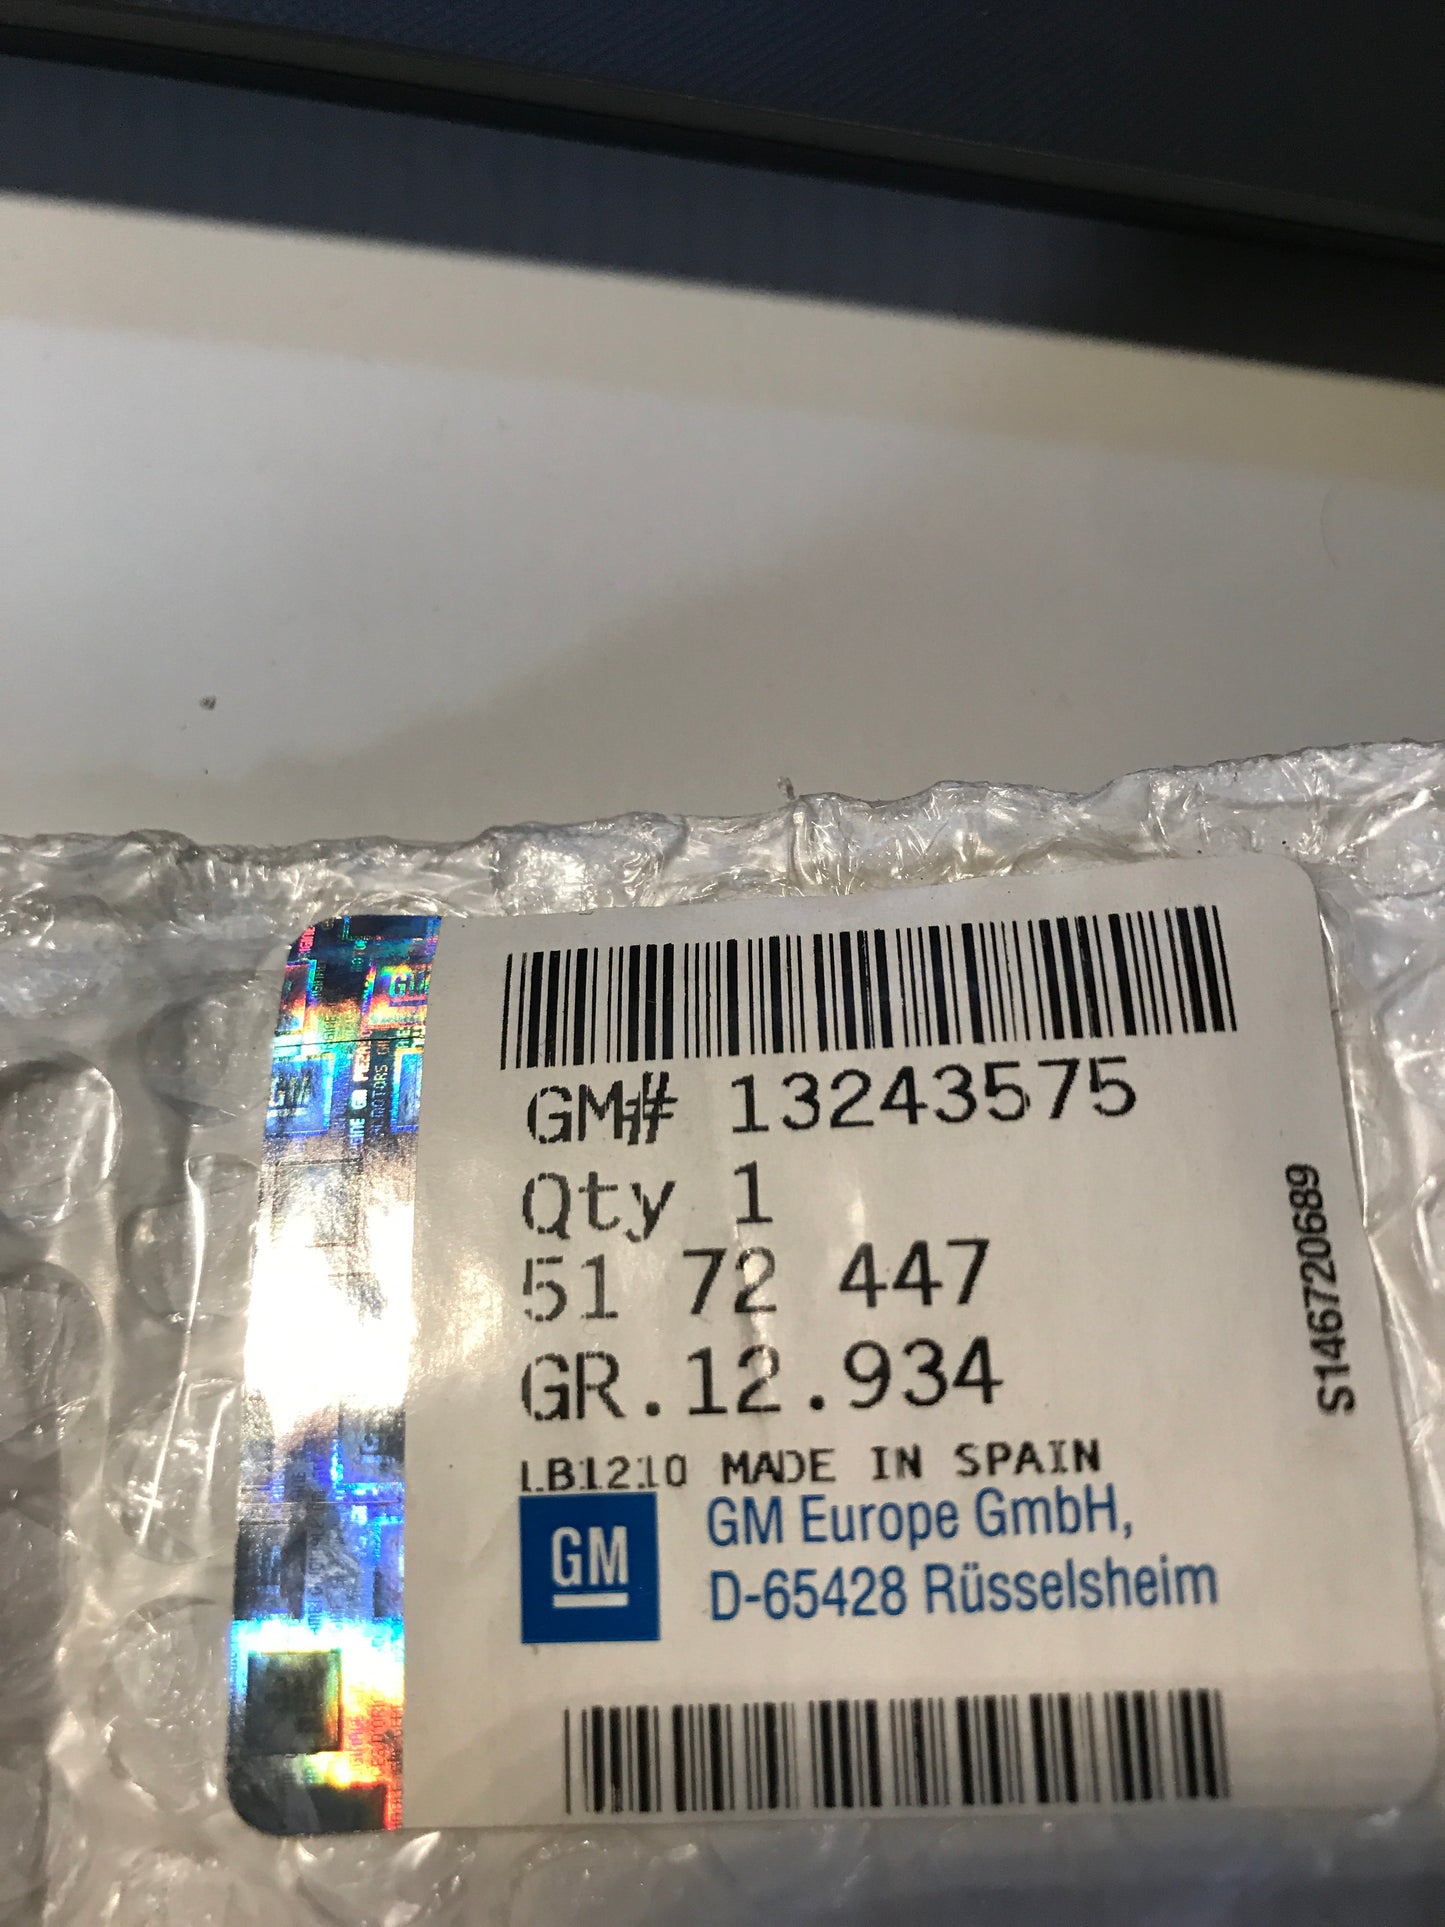 GM# 13243575
Qty 1
51 72 447
GR.12.934
LB1210 MADE IN SPAIN
GM
GM Europe GmbH,
D-65428 Rüsselsheim
S146720689